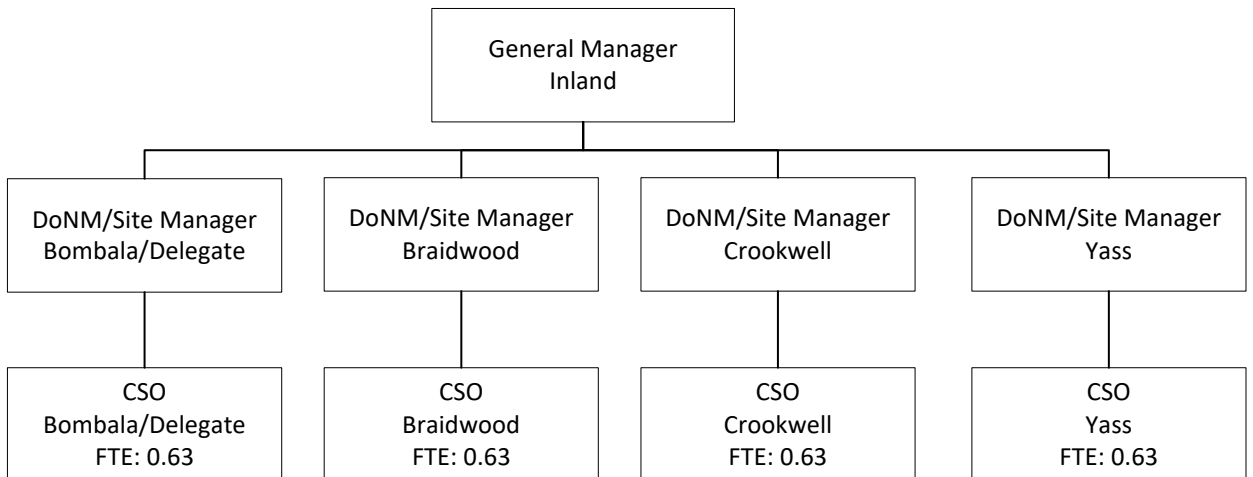 General Manager
Inland
DoNM/Site Manager
Bombala/Delegate
DoNM/Site Manager
Braidwood
DoNM/Site Manager
Crookwell
DoNM/Site Manager
Yass
CSO
Bombala/Delegate
FTE: 0.63
CSO
Braidwood
FTE: 0.63
CSO
Crookwell
FTE: 0.63
CSO
Yass
FTE: 0.63